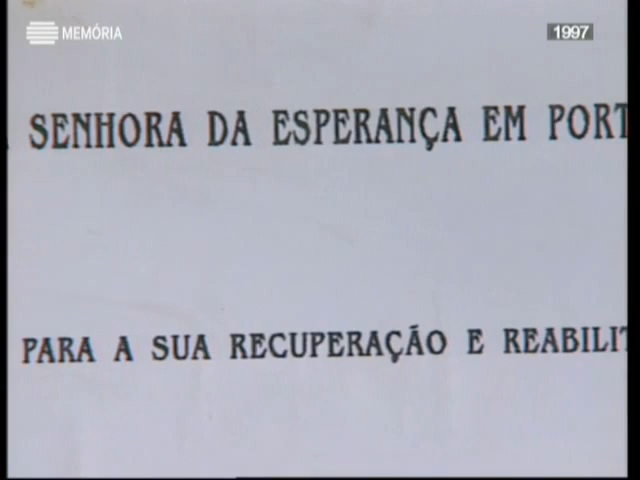 MEMÓRIA
1997
SENHORA DA ESPERANÇA EM PORT
PARA A SUA RECUPERAÇÃO E REABILIT